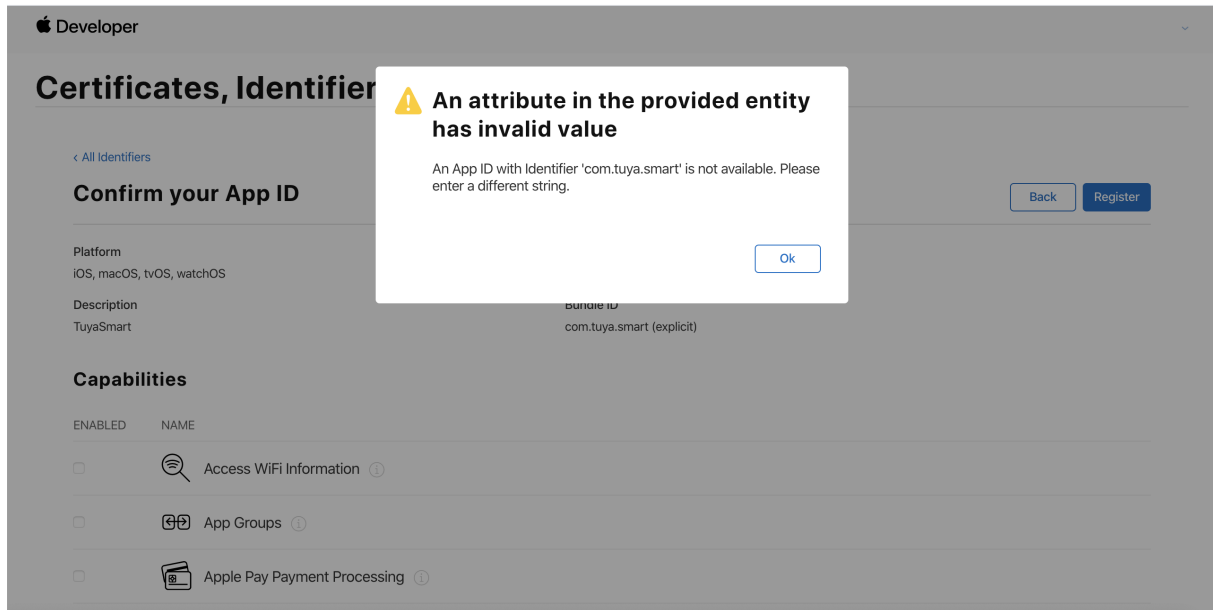 Developer
Certificates, Identifier
An attribute in the provided entity
has invalid value
An App ID with Identifier 'com.tuya.smart' is not available. Please
enter a different string.
Ok
‹ All Identifiers
Confirm your App ID
Back
Register
Platform
iOS, macOS, tvOS, watchOS
Description
Bundle ID
TuyaSmart
com.tuya.smart (explicit)
Capabilities
ENABLED
NAME
Access WiFi Information
App Groups
Apple Pay Payment Processing